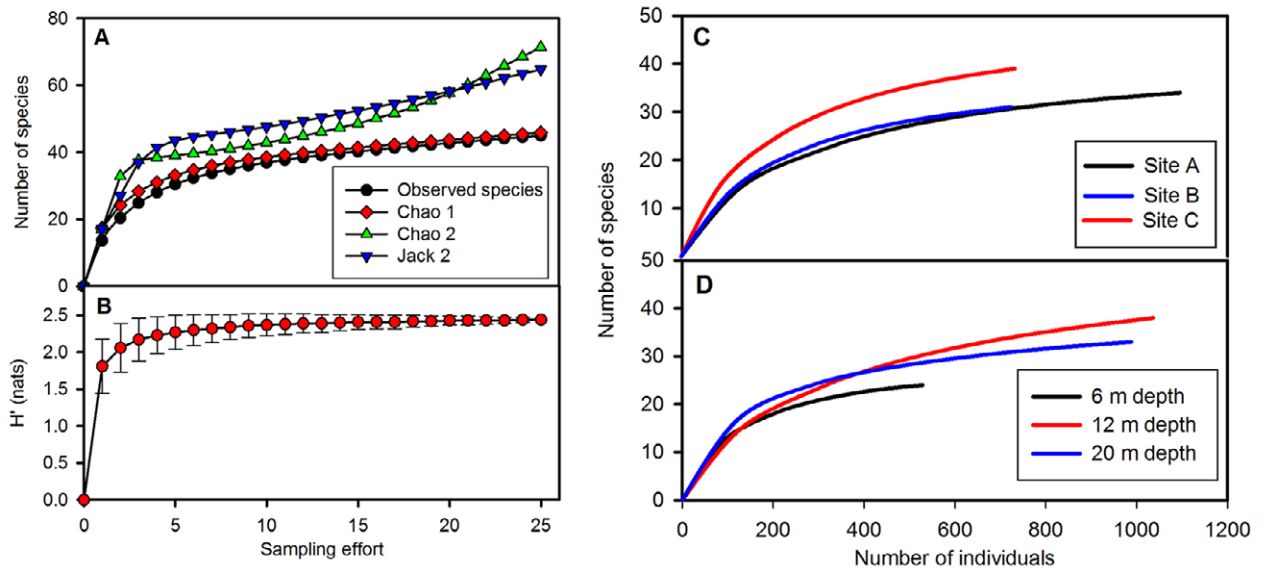 A
Number of species
80
60
40
20
0
Observed species
Chao 1
Chao 2
Jack 2
B
H' (nats)
2.5
2.0
1.5
1.0
0.5
0.0
0 5 10 15 20 25
Sampling effort
C
Number of species
50
40
30
20
10
50
Site A
Site B
Site C
D
40
30
20
10
0
6 m depth
12 m depth
20 m depth
0 200 400 600 800 1000 1200
Number of individuals